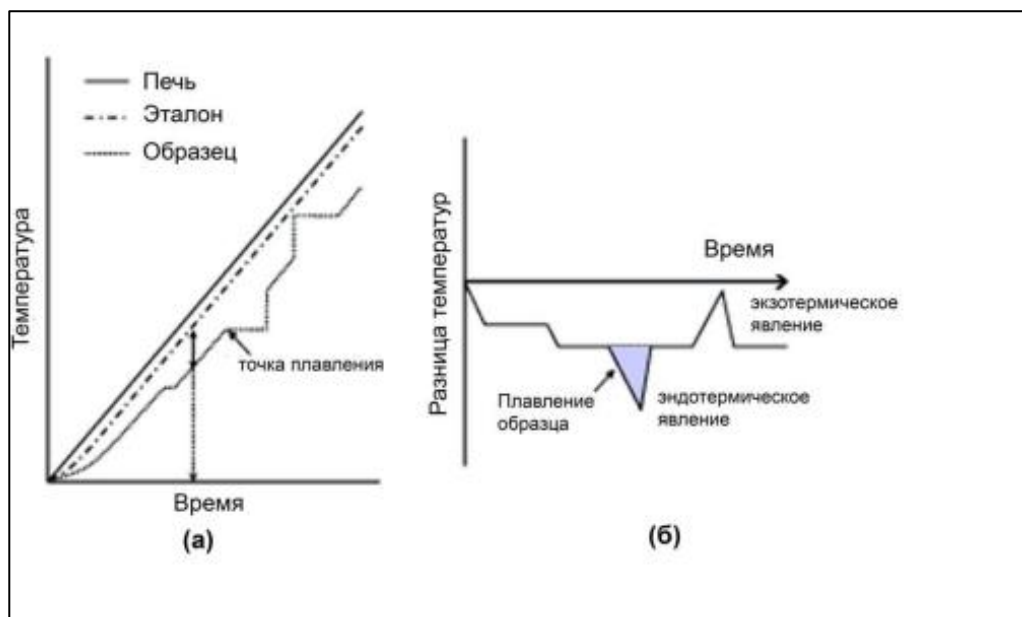 Печь
Эталон
Образец
Температура
точка плавления
Время
(а)
Разница температур
Время
экзотермическое
явление
Плавление
образца
эндотермическое
явление
(б)